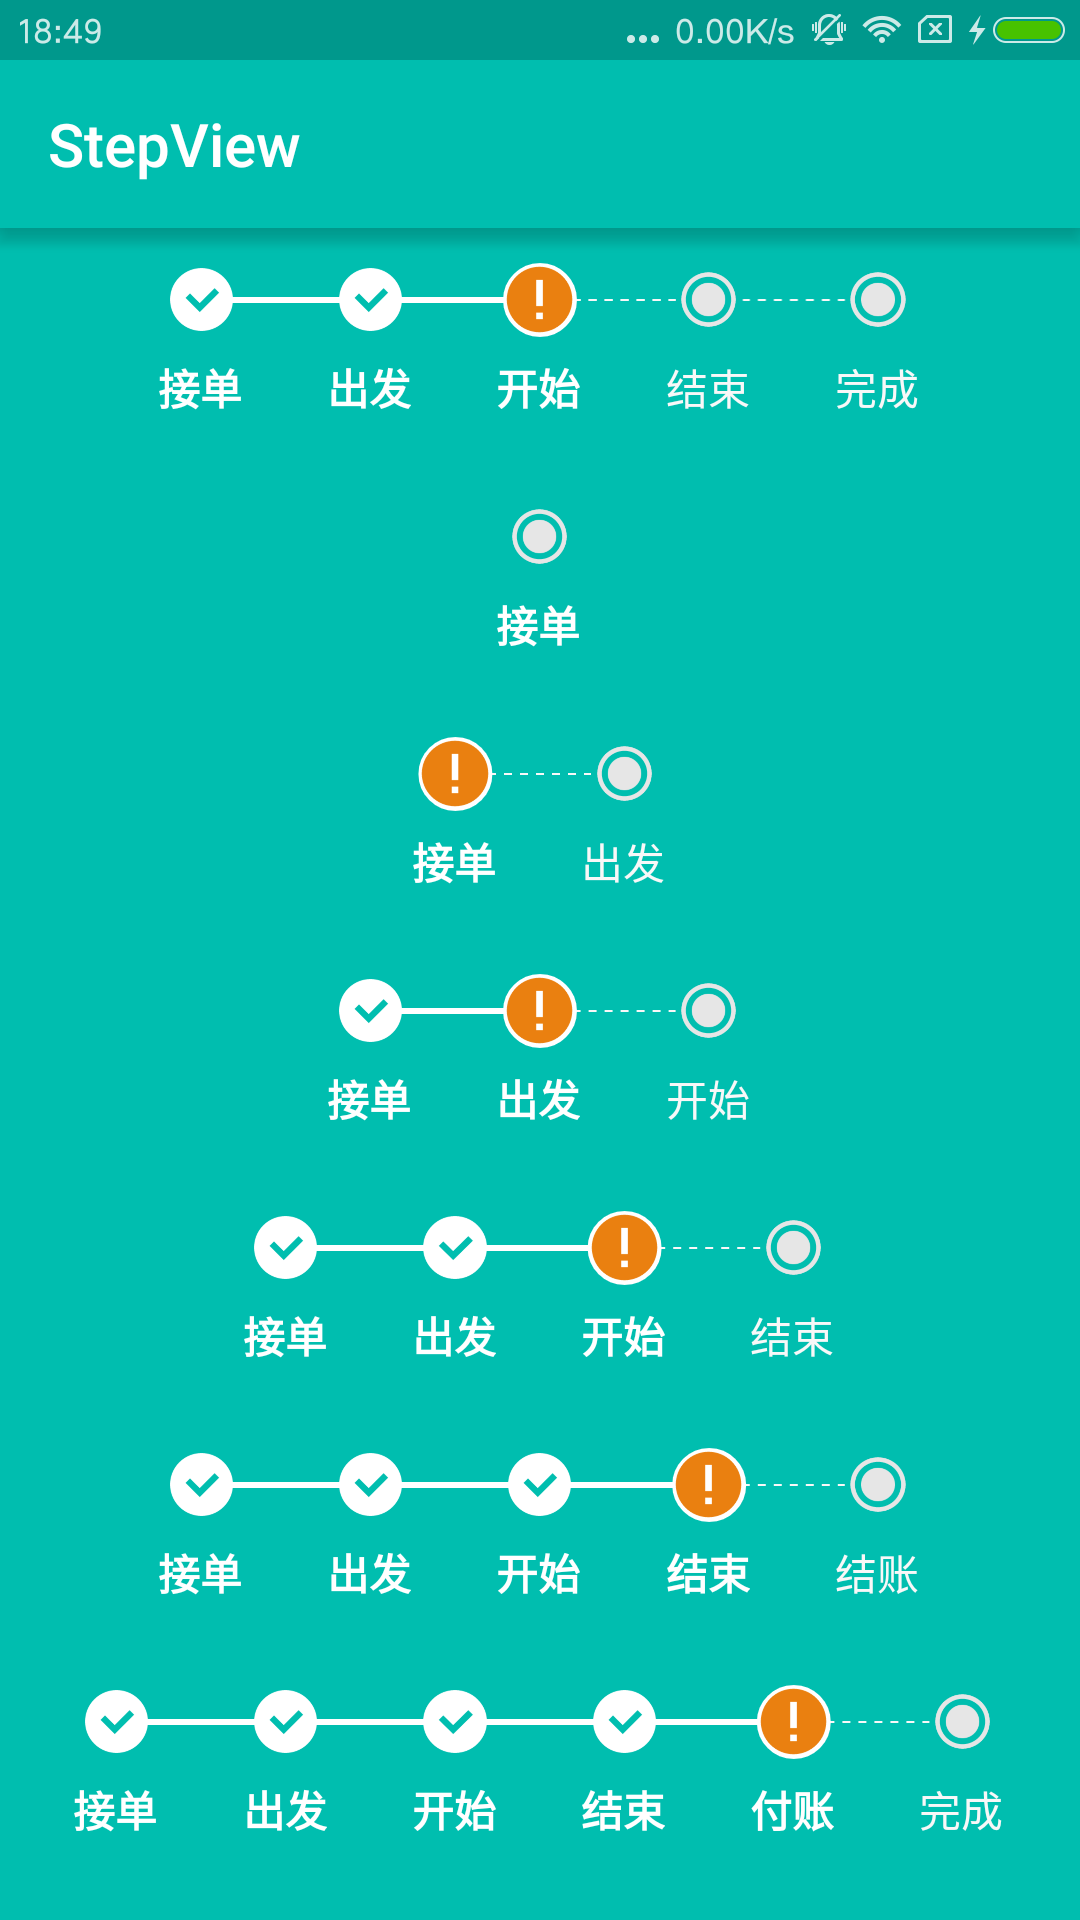 18:49 ... 0.00K/s
StepView
接单 出发 开始 结束 完成
接单
接单 出发
接单 出发 开始
接单 出发 开始 结束
接单 出发 开始 结束 结账
接单 出发 开始 结束 付账 完成